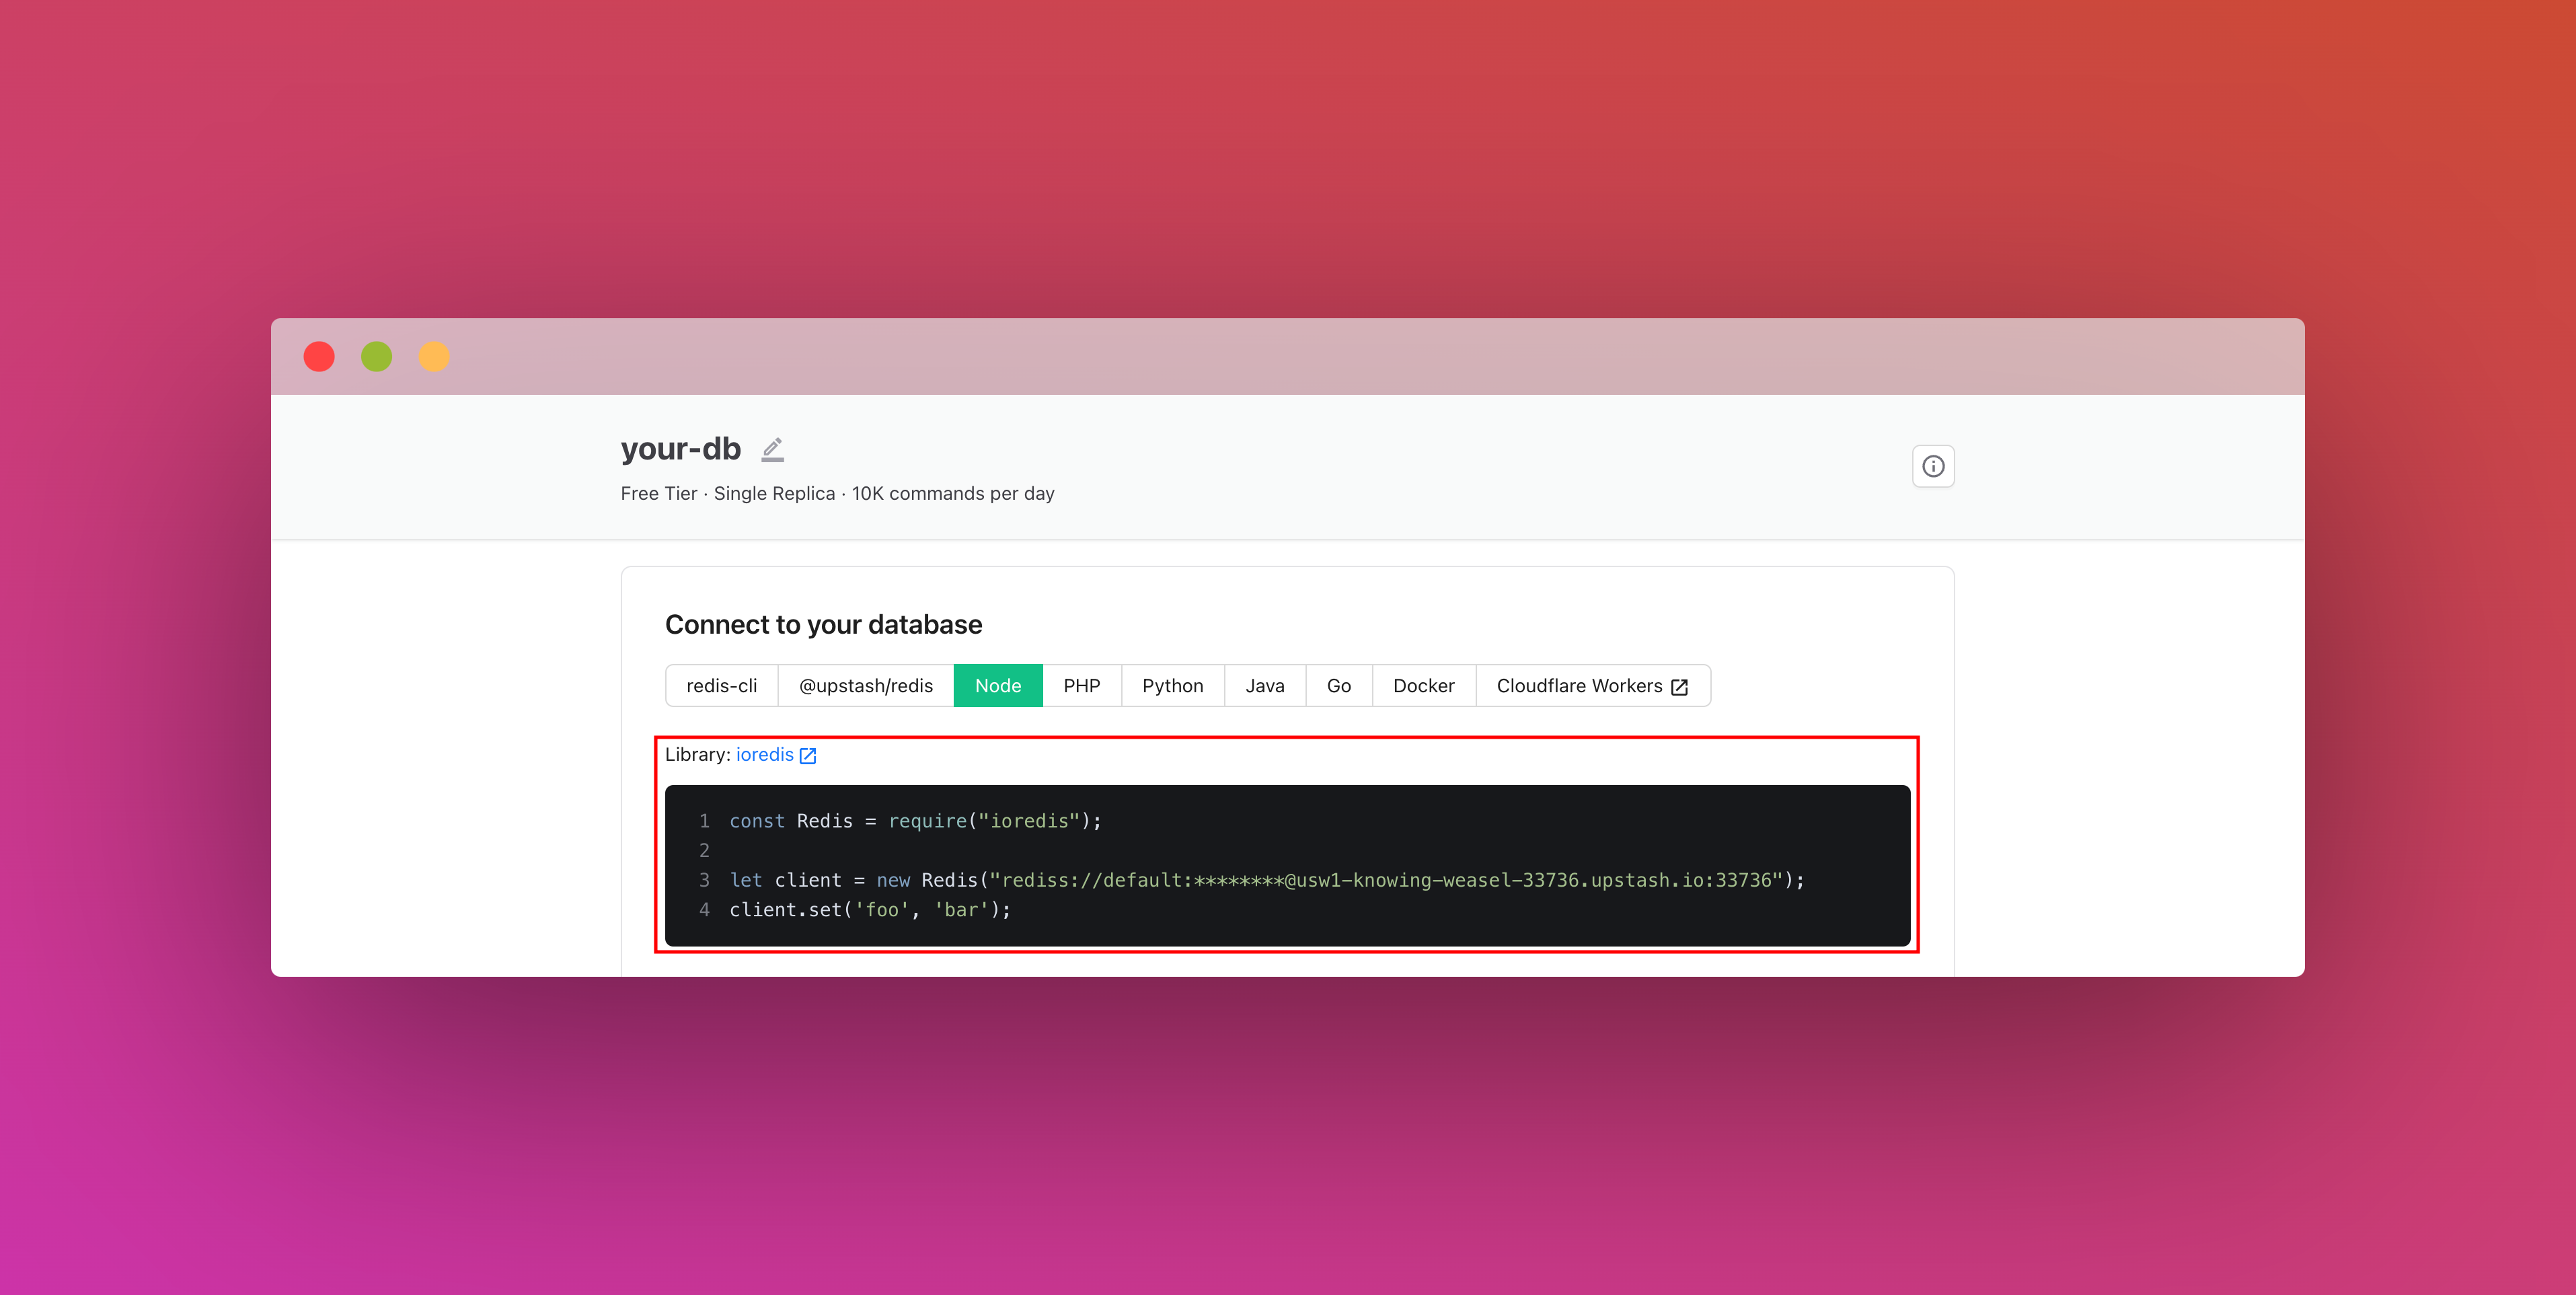 your-db
Free Tier · Single Replica · 10K commands per day
Connect to your database
redis-cli @upstash/redis Node PHP Python Java Go Docker Cloudflare Workers
Library: ioredis
1 const Redis = require("ioredis");
2
3 let client = new Redis("rediss://default:********@usw1-knowing-weasel-33736.upstash.io:33736");
4 client.set('foo', 'bar');